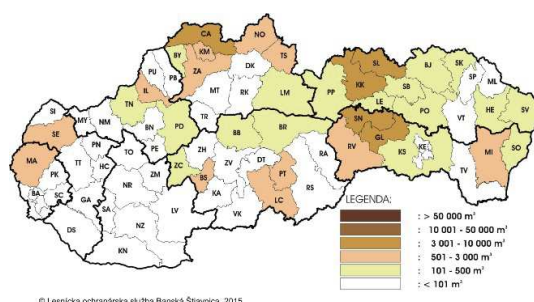 CA
NO
BY
KM
TS
ZA
DK
PU
PB
IL
MT
RK
LM
TR
SL
KK
LE
PP
BJ
SK
SB
SP
ML
PO
HE
SV
VT
SI
MY
NM
TN
BN
PD
SE
PE
BB
BR
SN
GL
RV
KS
KE
MI
SO
TV
MA
PN
TO
ZM
ZC
ZH
ZV
DT
RA
BS
PT
TT
HC
PK
BA
SC
GA
SA
NR
LV
KA
VK
LC
RS
DS
NZ
KN
LEGENDA:
: > 50 000 m³
: 10 001 - 50 000 m³
: 3 001 - 10 000 m³
: 501 - 3 000 m³
: 101 - 500 m³
: < 101 m³
© Lesnícka ochranárska služba Banská Štiavnica, 2015